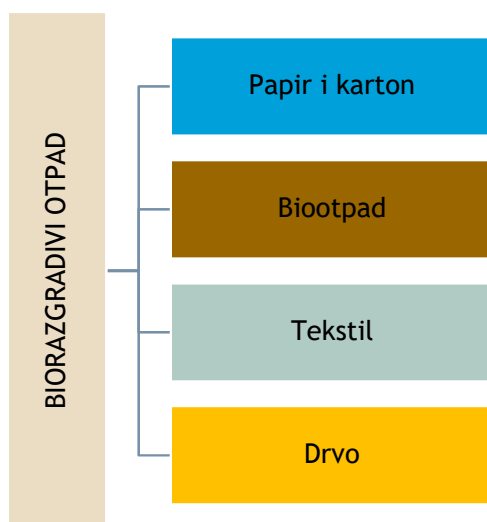 BIORAZGRADIVI OTPAD
Papir i karton
Biootpad
Tekstil
Drvo